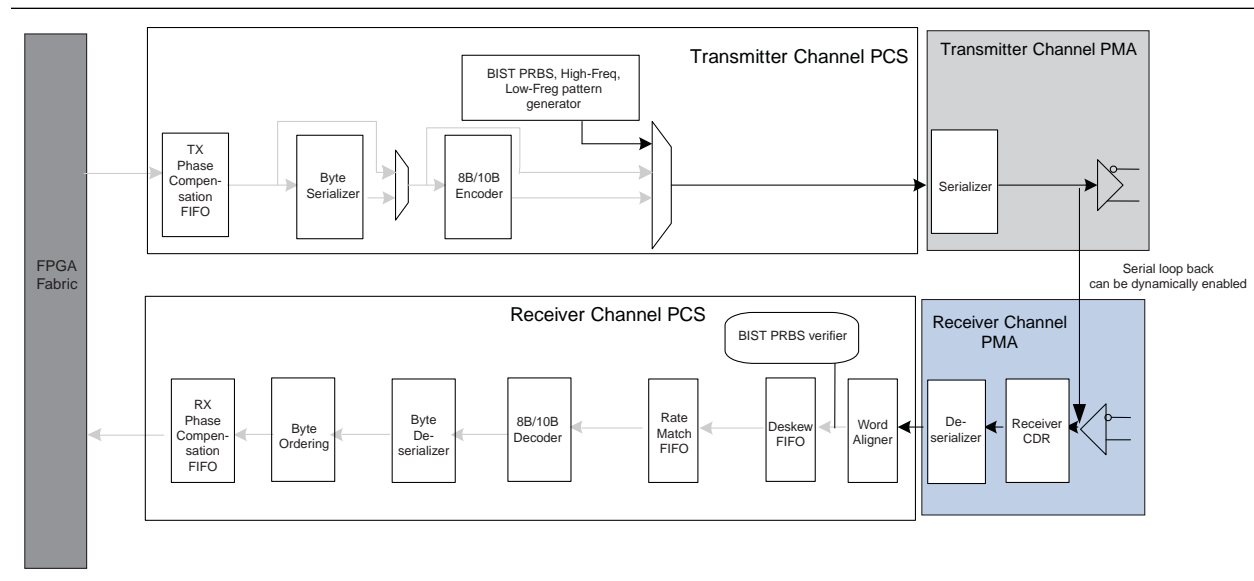 Transmitter Channel PCS
Transmitter Channel PMA
BIST PRBS, High-Freq,
Low-Freg pattern
generator
TX
Phase
Compen-
sation
FIFO
Byte
Serializer
8B/10B
Encoder
Serializer
FPGA
Fabric
Serial loop back
can be dynamically enabled
Receiver Channel PCS
Receiver Channel
PMA
BIST PRBS verifier
RX
Phase
Compen-
sation
FIFO
Byte
Ordering
Byte
De-
serializer
8B/10B
Decoder
Rate
Match
FIFO
Deskew
FIFO
Word
Aligner
De-
serializer
Receiver
CDR